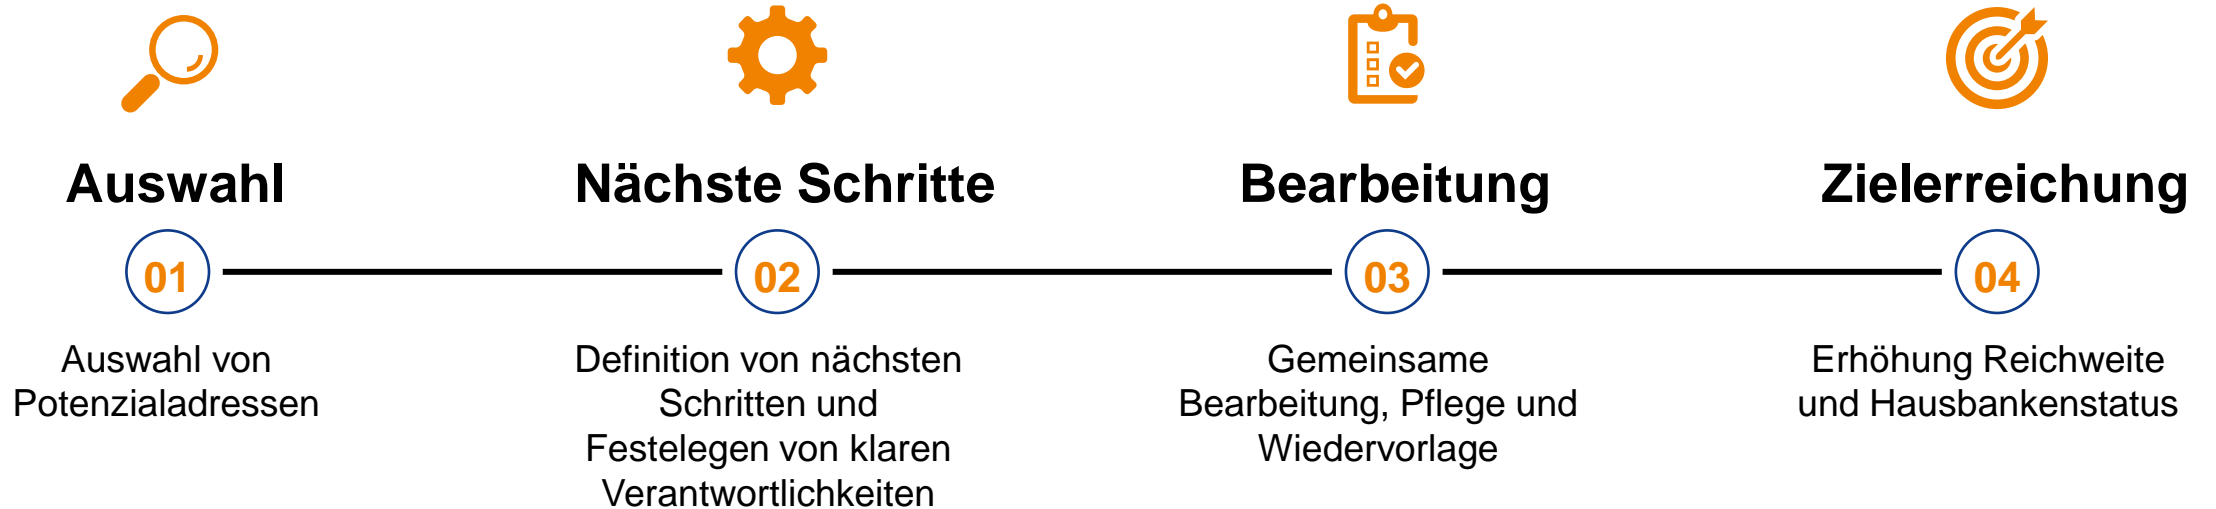 Auswahl
01
Auswahl von
Potenzialadressen
Nächste Schritte
02
Definition von nächsten
Schritten und
Festelegen von klaren
Verantwortlichkeiten
Bearbeitung
03
Gemeinsame
Bearbeitung, Pflege und
Wiedervorlage
Zielerreichung
04
Erhöhung Reichweite
und Hausbankenstatus